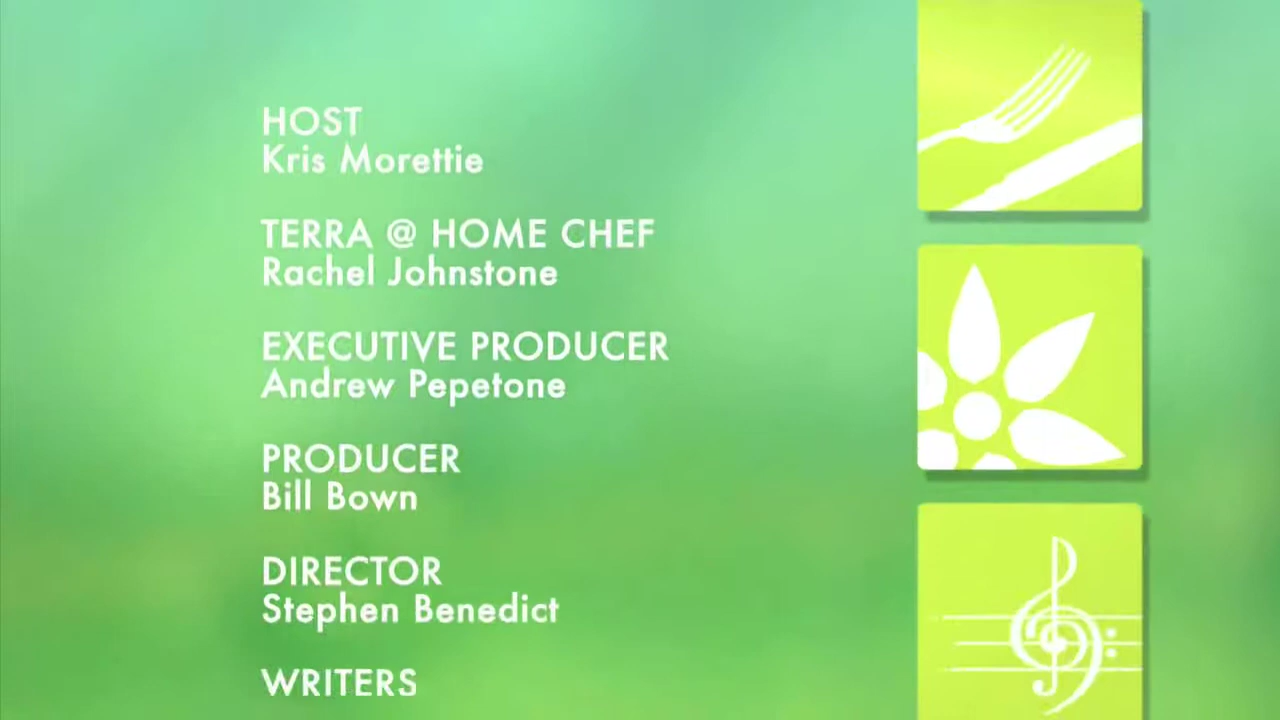 HOST
Kris Morettie
TERRA @ HOME CHEF
Rachel Johnstone
EXECUTIVE PRODUCER
Andrew Pepetone
PRODUCER
Bill Bown
DIRECTOR
Stephen Benedict
WRITERS